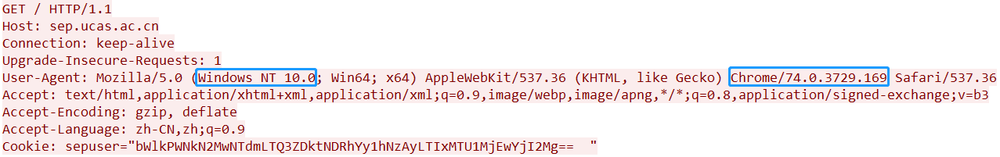 GET / HTTP/1.1
Host: sep.ucas.ac.cn
Connection: keep-alive
Upgrade-Insecure-Requests: 1
User-Agent: Mozilla/5.0 (Windows NT 10.0; Win64; x64) AppleWebKit/537.36 (KHTML, like Gecko) Chrome/74.0.3729.169 Safari/537.36
Accept: text/html,application/xhtml+xml,application/xml;q=0.9,image/webp,image/apng,*/*;q=0.8,application/signed-exchange;v=b3
Accept-Encoding: gzip, deflate
Accept-Language: zh-CN,zh;q=0.9
Cookie: sepuser="bWlkPWNkN2MwNTdmLTQ3ZDktNDRhYy1hNzAyLTIxMTU1MjEwYjI2Mg==  "